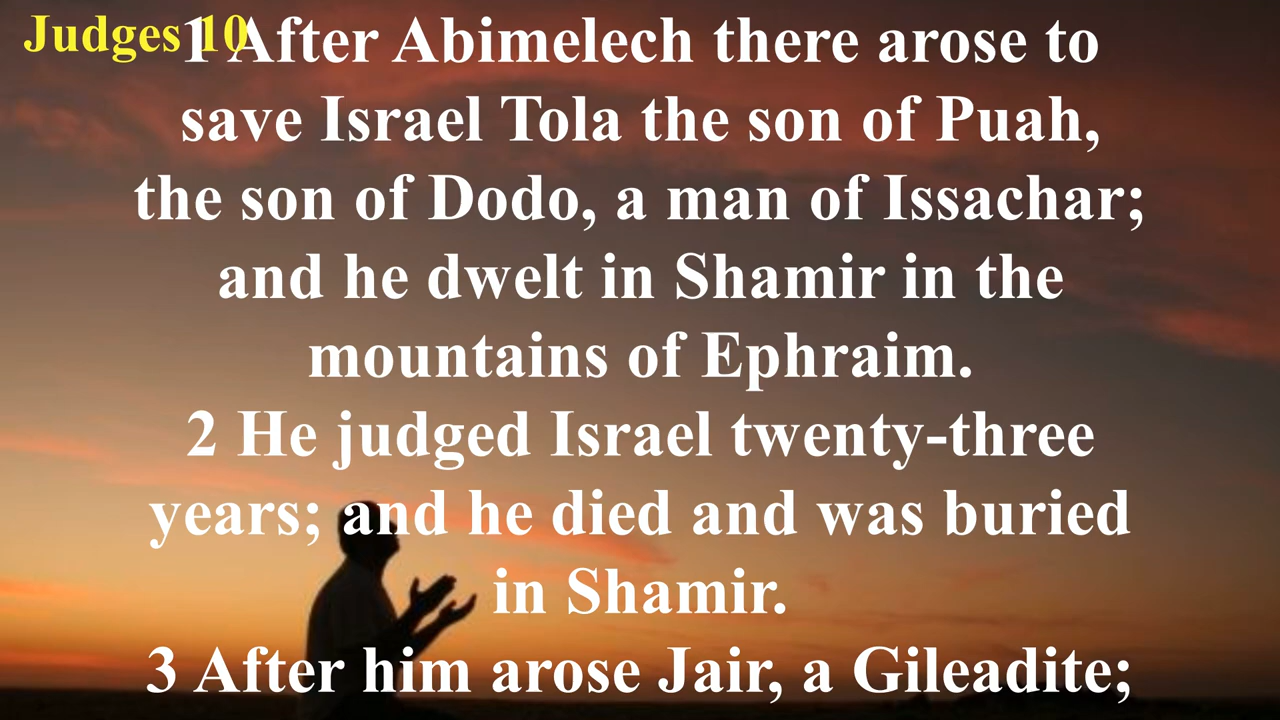 Judges 10
1 After Abimelech there arose to
save Israel Tola the son of Puah,
the son of Dodo, a man of Issachar;
and he dwelt in Shamir in the
mountains of Ephraim.
2 He judged Israel twenty-three
years; and he died and was buried
in Shamir.
3 After him arose Jair, a Gileadite;